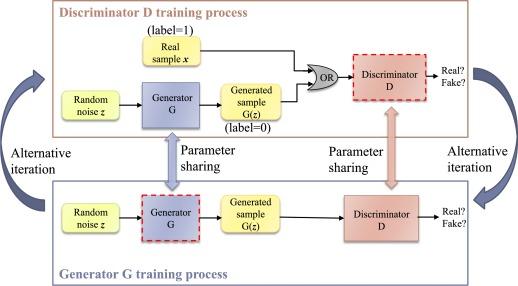 Discriminator D training process
(label=1)
Real
sample x
OR
Discriminator
D
Real?
Fake?
Random
noise z
Generator
G
Generated
sample
G(z)
(label=0)
Alternative
iteration
Parameter
sharing
Parameter
sharing
Alternative
iteration
Random
noise z
Generator
G
Generated
sample
G(z)
Discriminator
D
Real?
Fake?
Generator G training process